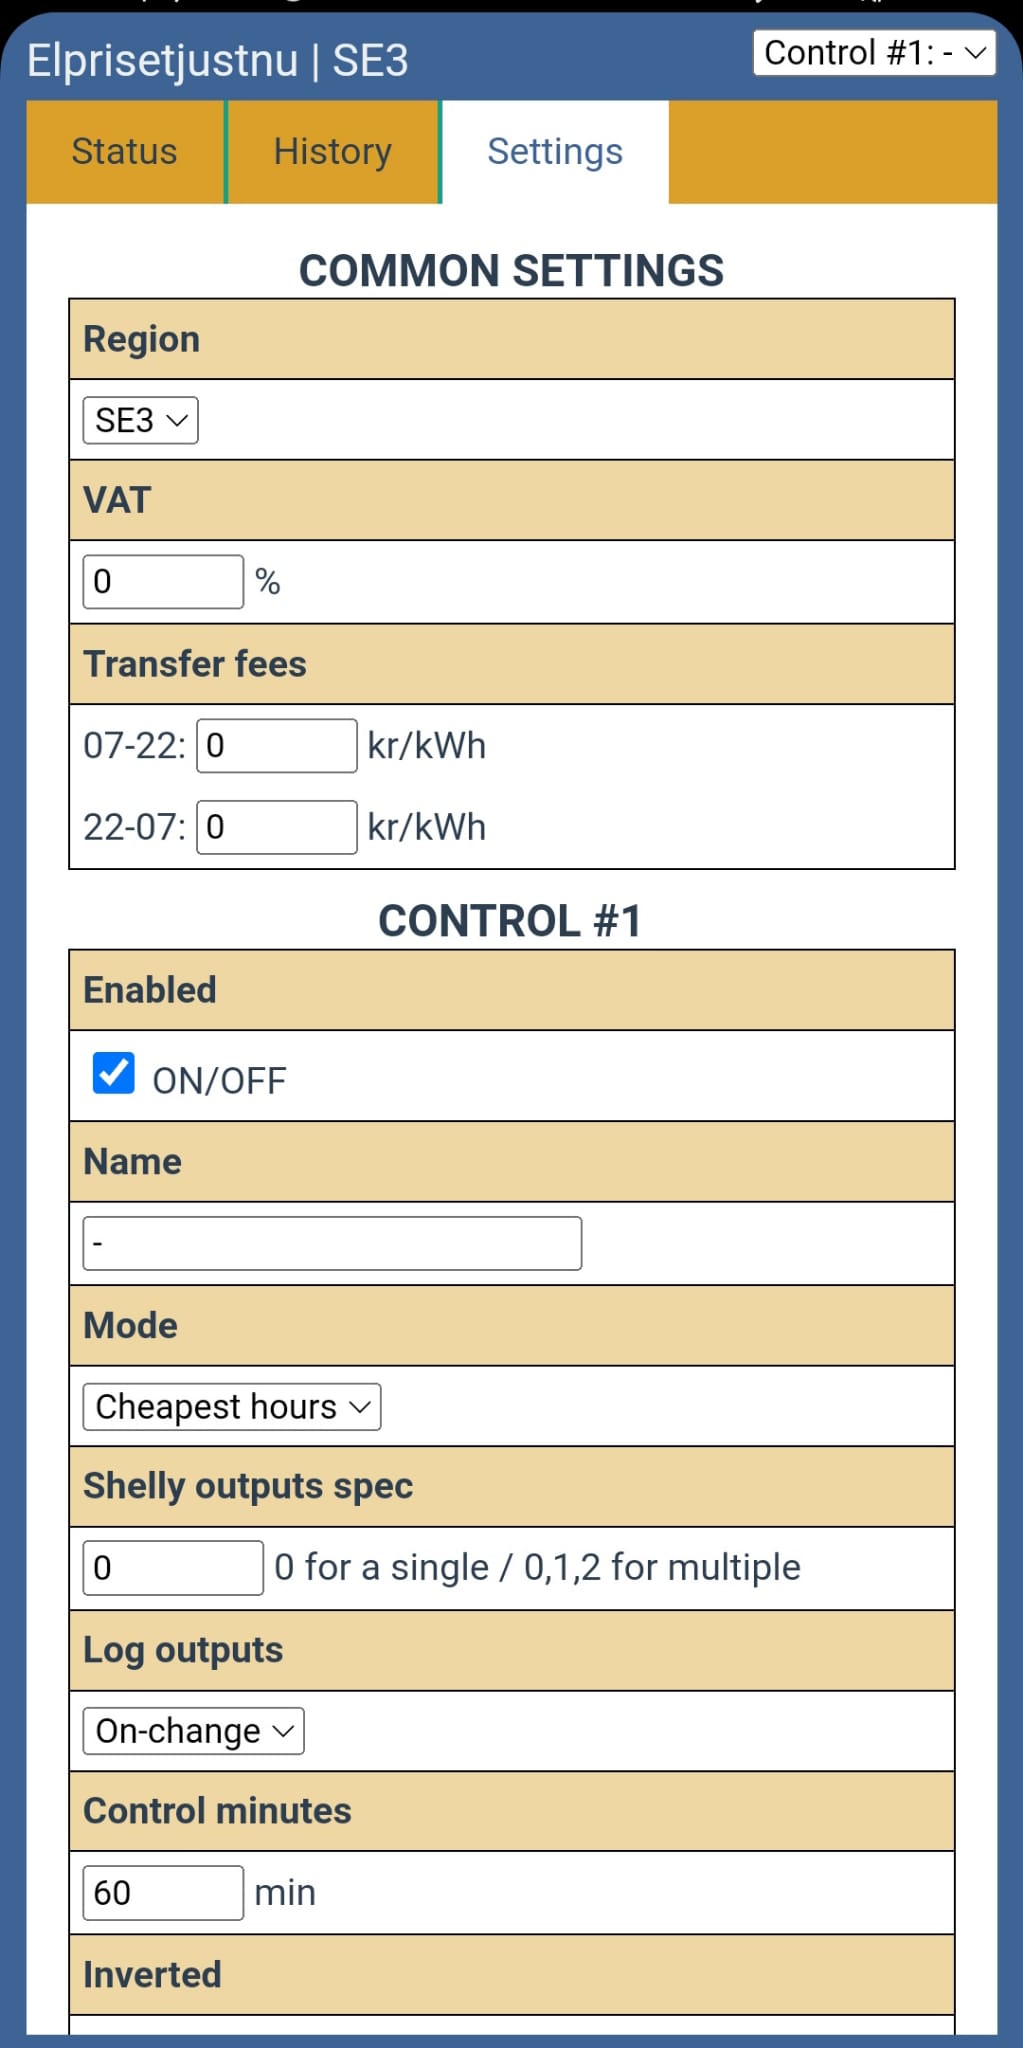 Elprisetjustnu | SE3
Control #1: -
Status
History
Settings
COMMON SETTINGS
Region
SE3
VAT
0 %
Transfer fees
07-22: 0 kr/kWh
22-07: 0 kr/kWh
CONTROL #1
Enabled
ON/OFF
Name
-
Mode
Cheapest hours
Shelly outputs spec
0 0 for a single / 0,1,2 for multiple
Log outputs
On-change
Control minutes
60 min
Inverted